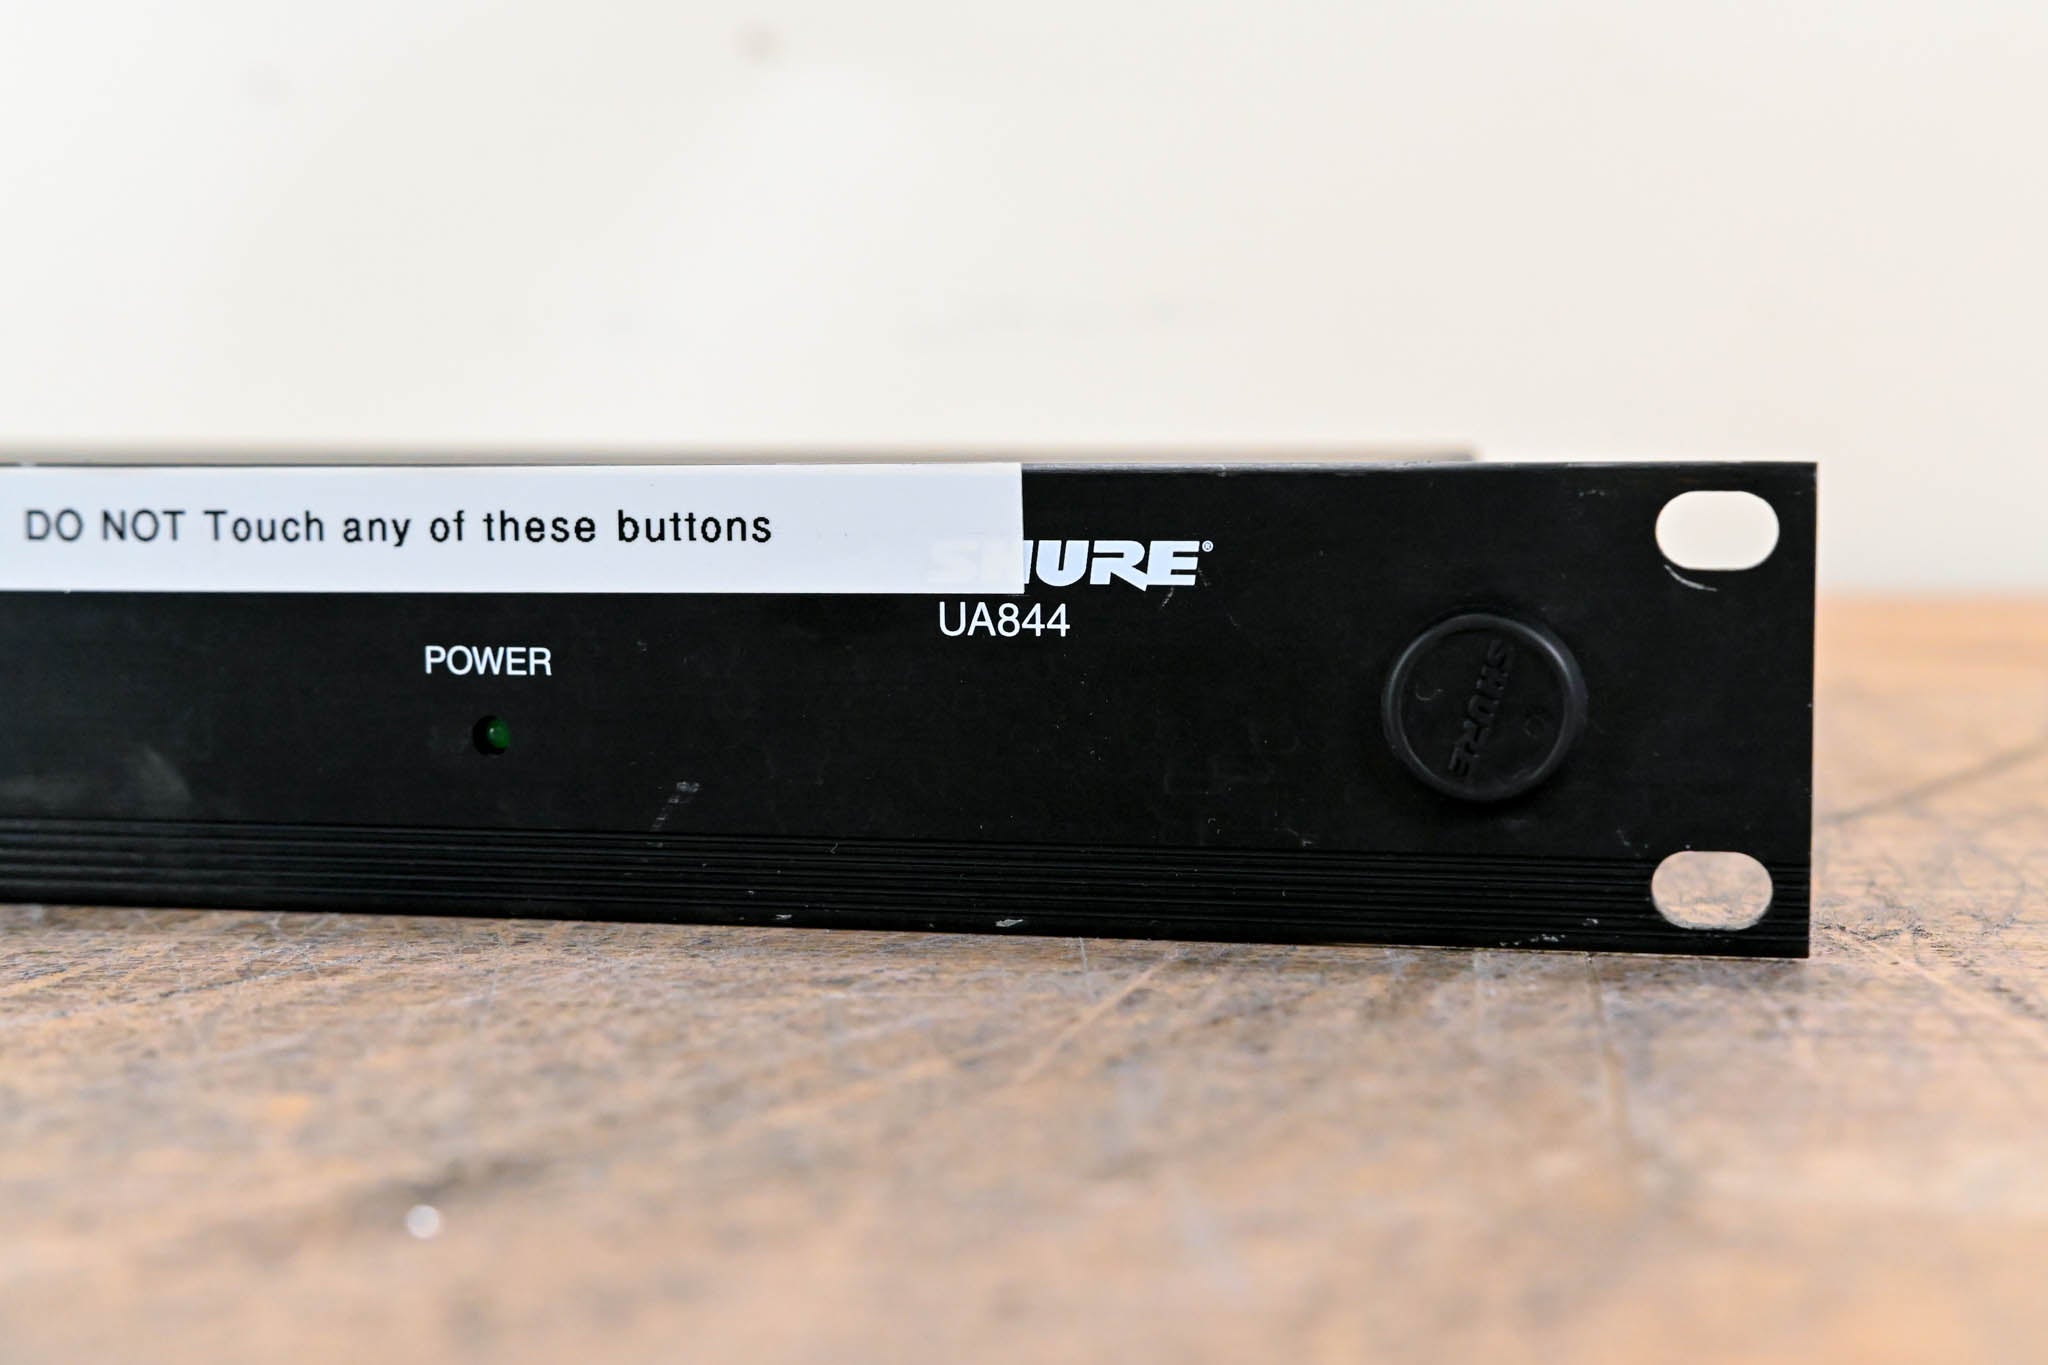 DO NOT Touch any of these buttons
SHURE®
UA844
POWER
SHURE